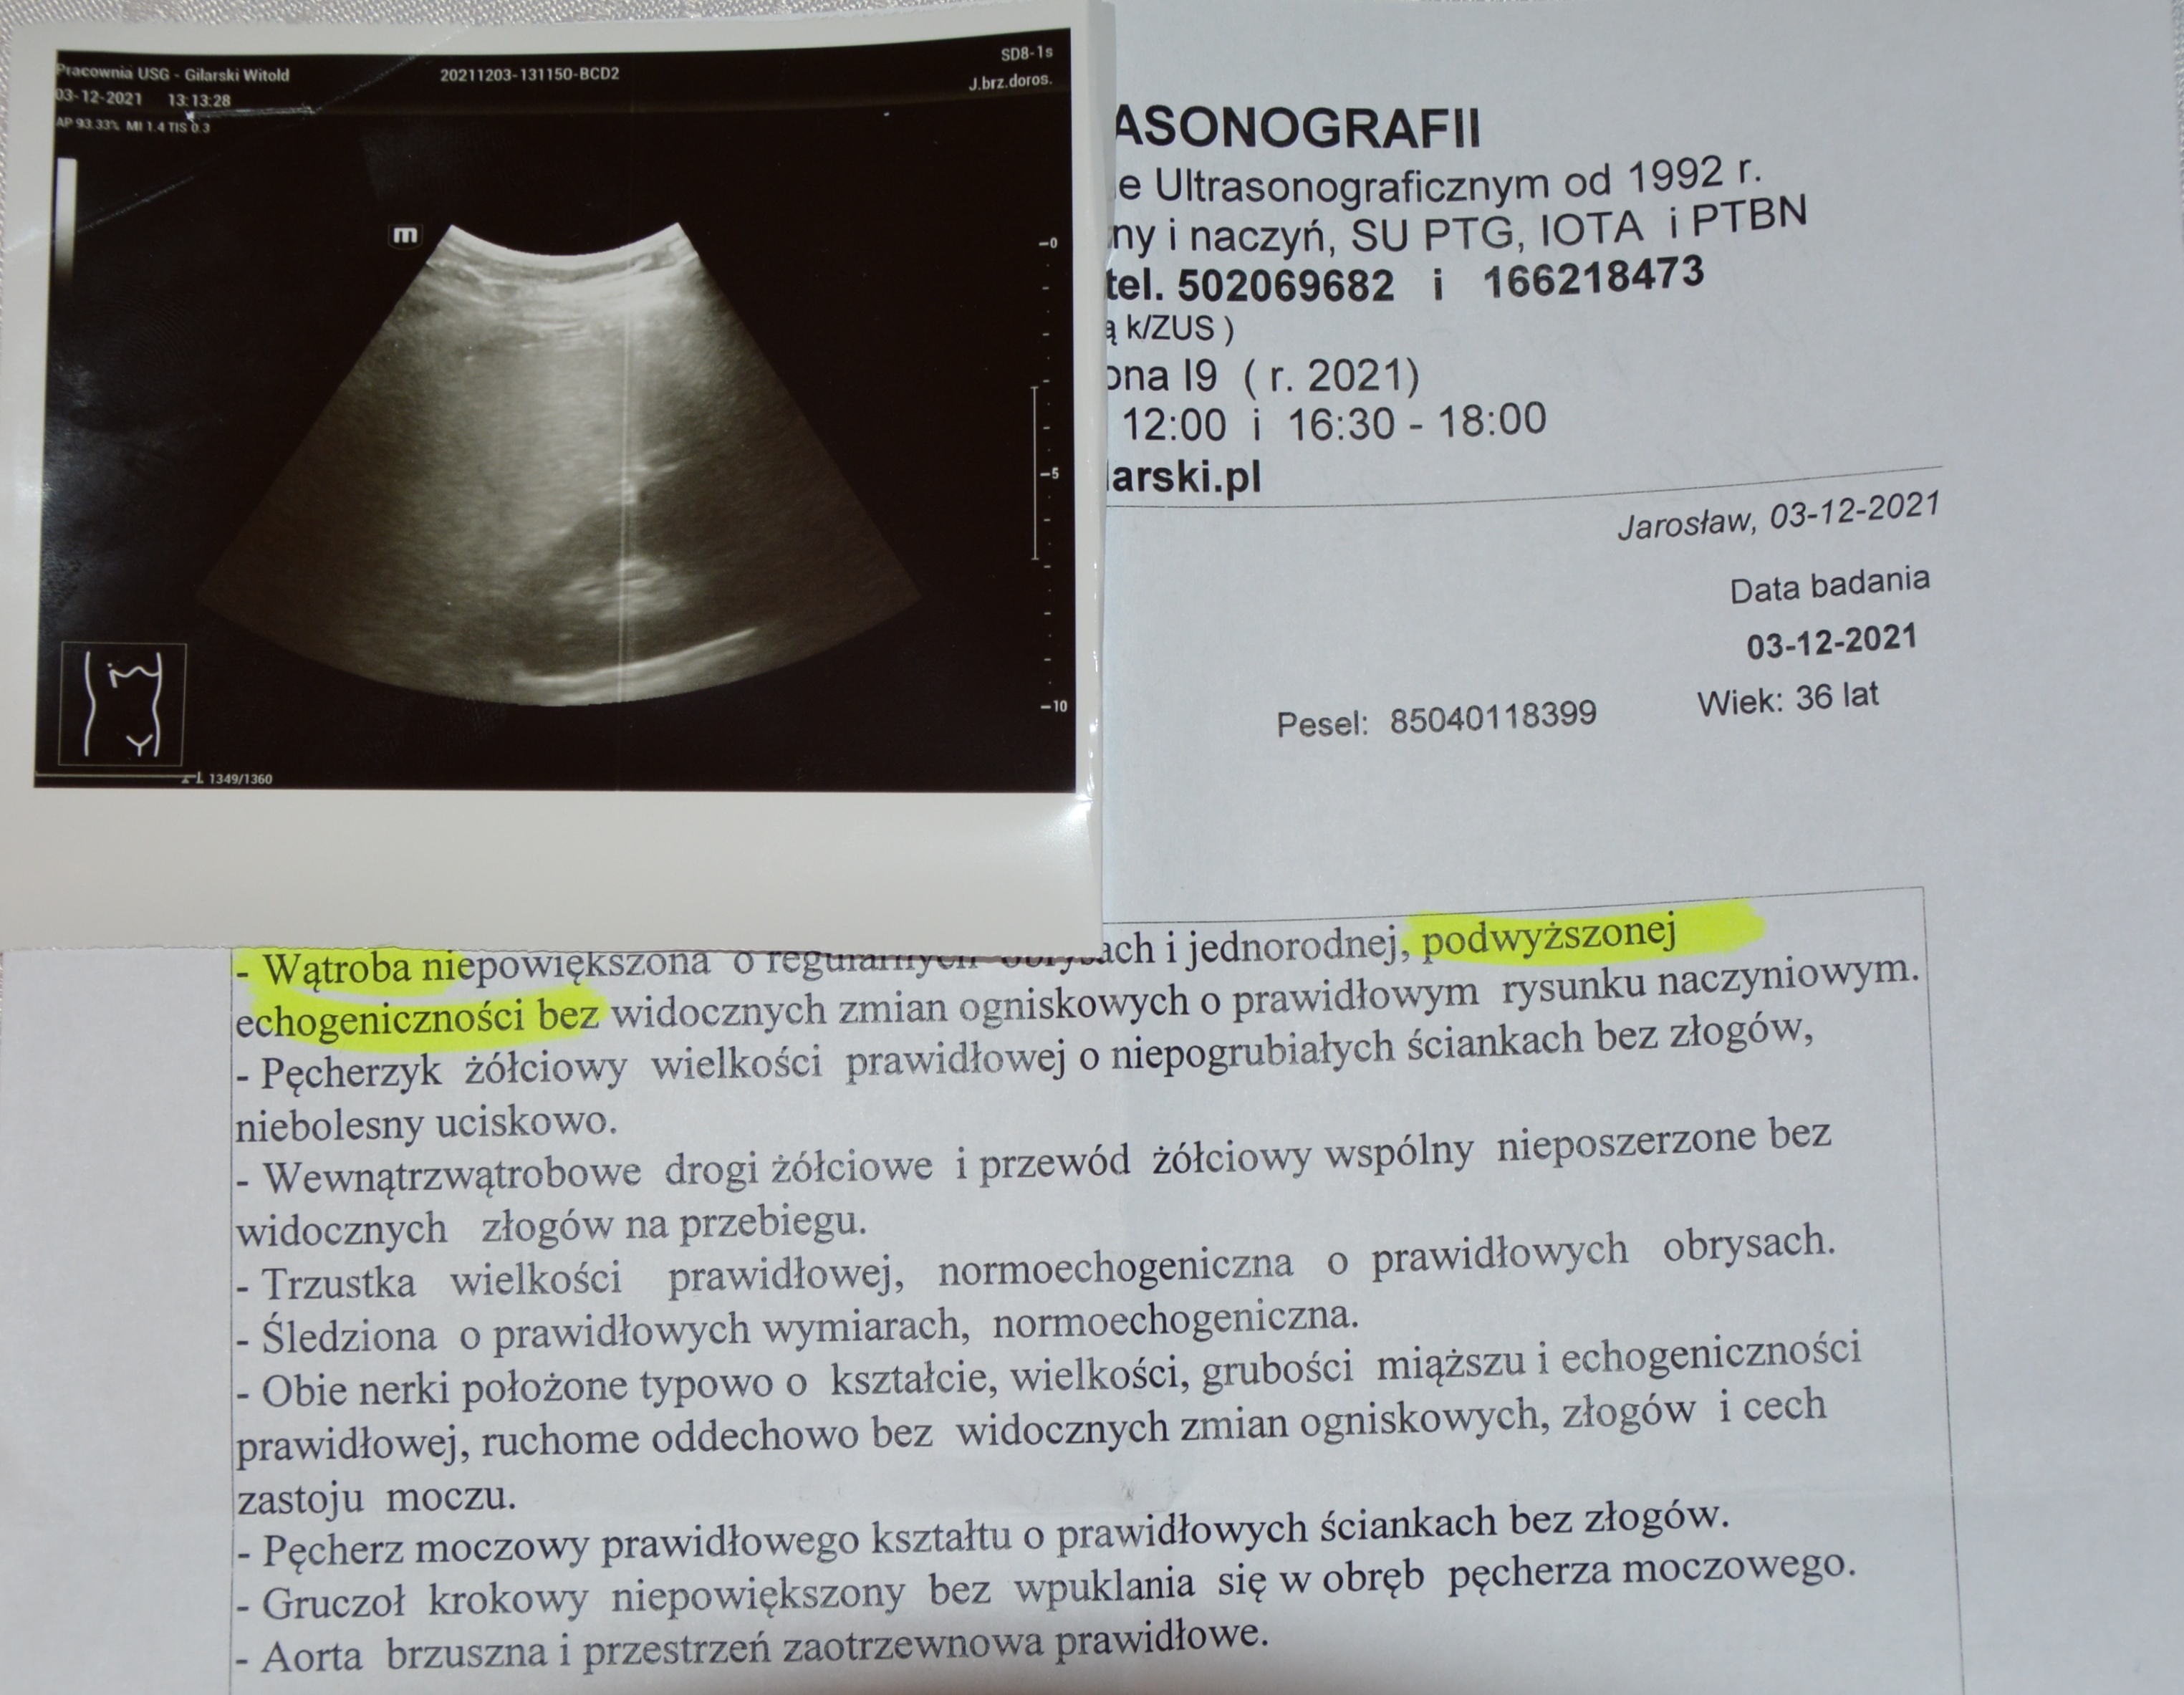 Pracownia USG - Gilarski Witold
03-12-2021 13:13:28
AP 93.33% MI 1.4 TIS 0.3
20211203-131150-BCD2
SD8-1s
J.brz.doros.
m
0
5
10
1349/1360
ASONOGRAFII
e Ultrasonograficznym od 1992 r.
ny i naczyń, SU PTG, IOTA i PTBN
tel. 502069682 i 166218473
ą k/ZUS )
ona I9 ( r. 2021)
12:00 i 16:30 - 18:00
larski.pl
Jarosław, 03-12-2021
Data badania
03-12-2021
Pesel: 85040118399 Wiek: 36 lat
- Wątroba niepowiększona o regularnych obrysach i jednorodnej, podwyższonej
echogeniczności bez widocznych zmian ogniskowych o prawidłowym rysunku naczyniowym.
- Pęcherzyk żółciowy wielkości prawidłowej o niepogrubiałych ściankach bez złogów,
niebolesny uciskowo.
- Wewnątrzwątrobowe drogi żółciowe i przewód żółciowy wspólny nieposzerzone bez
widocznych złogów na przebiegu.
- Trzustka wielkości prawidłowej, normoechogeniczna o prawidłowych obrysach.
- Śledziona o prawidłowych wymiarach, normoechogeniczna.
- Obie nerki położone typowo o kształcie, wielkości, grubości miąższu i echogeniczności
prawidłowej, ruchome oddechowo bez widocznych zmian ogniskowych, złogów i cech
zastoju moczu.
- Pęcherz moczowy prawidłowego kształtu o prawidłowych ściankach bez złogów.
- Gruczoł krokowy niepowiększony bez wpuklania się w obręb pęcherza moczowego.
- Aorta brzuszna i przestrzeń zaotrzewnowa prawidłowe.